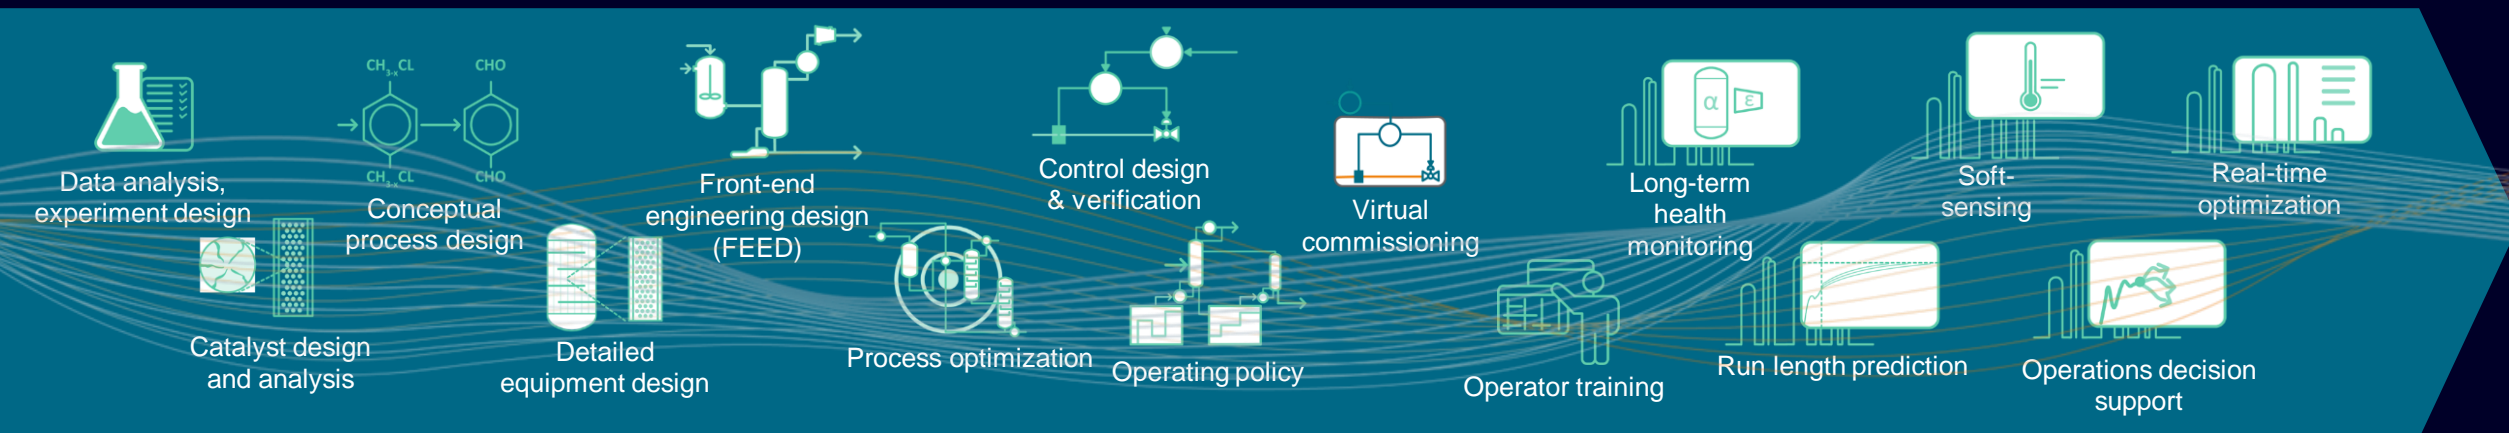 Data analysis,
experiment design
CH3-xCL
CH3-xCL
CHO
CHO
Conceptual
process design
Catalyst design
and analysis
Front-end
engineering design
(FEED)
Detailed
equipment design
Control design
& verification
Process optimization
Operating policy
Virtual
commissioning
Operator training
α
ε
Long-term
health
monitoring
Run length prediction
Soft-
sensing
Operations decision
support
Real-time
optimization